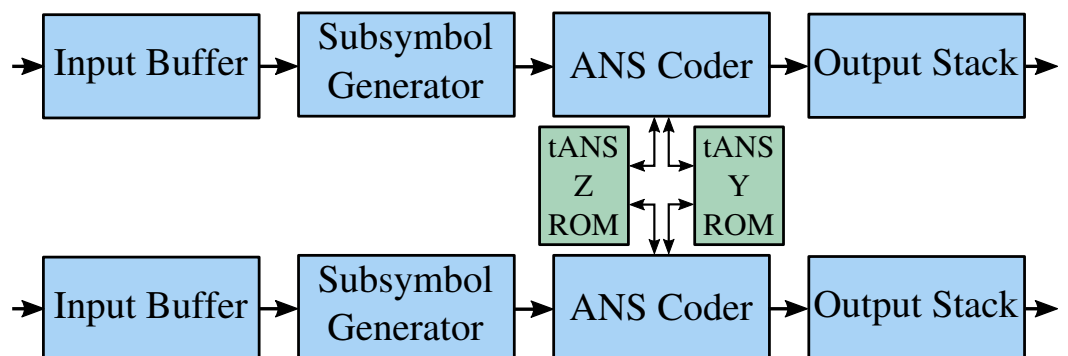 Input Buffer
Subsymbol
Generator
ANS Coder
Output Stack
tANS
Z
ROM
tANS
Y
ROM
Input Buffer
Subsymbol
Generator
ANS Coder
Output Stack